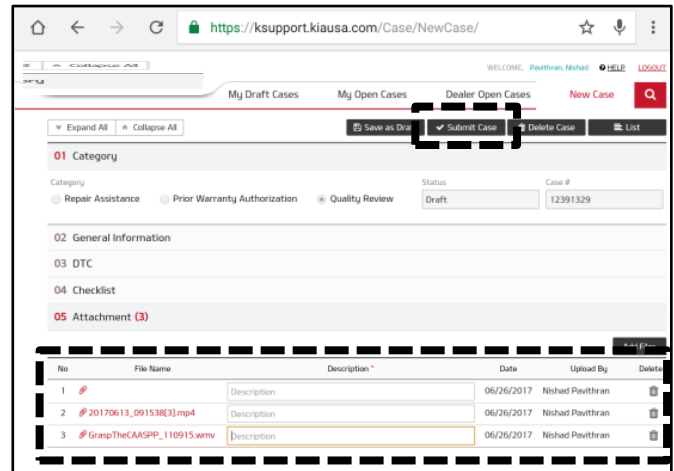 https://ksupport.kiausa.com/Case/NewCase/
Collapse All
ory
WELCOME, Pavithran, Nishad HELP LOGOUT
My Draft Cases My Open Cases Dealer Open Cases New Case
Expand All Collapse All Save as Dra Submit Case Delete Case List
01 Category
Category Status Case #
Repair Assistance Prior Warranty Authorization Quality Review Draft 12391329
02 General Information
03 DTC
04 Checklist
05 Attachment (3)
Add Files
No File Name Description * Date Upload By Delete
1 Description 06/26/2017 Nishad Pavithran
2 20170613_091538[3].mp4 Description 06/26/2017 Nishad Pavithran
3 GraspTheCAASPP_110915.wmv Description 06/26/2017 Nishad Pavithran